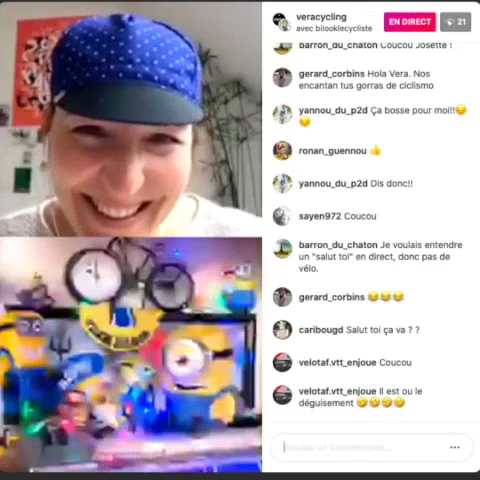 veracycling
avec bilooklecycliste
EN DIRECT
21
barron_du_chaton Coucou Josette !
gerard_corbins Hola Vera. Nos
encantan tus gorras de ciclismo
yannou_du_p2d Ça bosse pour moi!!😏
😏
ronan_guennou 👍
yannou_du_p2d Dis donc!!
sayen972 Coucou
barron_du_chaton Je voulais entendre
un "salut toi" en direct, donc pas de
vélo.
gerard_corbins 😂😂😂
caribougd Salut toi ça va ? ?
velotaf.vtt_enjoue Coucou
velotaf.vtt_enjoue Il est ou le
déguisement 🤣🤣🤣🤣
Ajouter un commentaire...